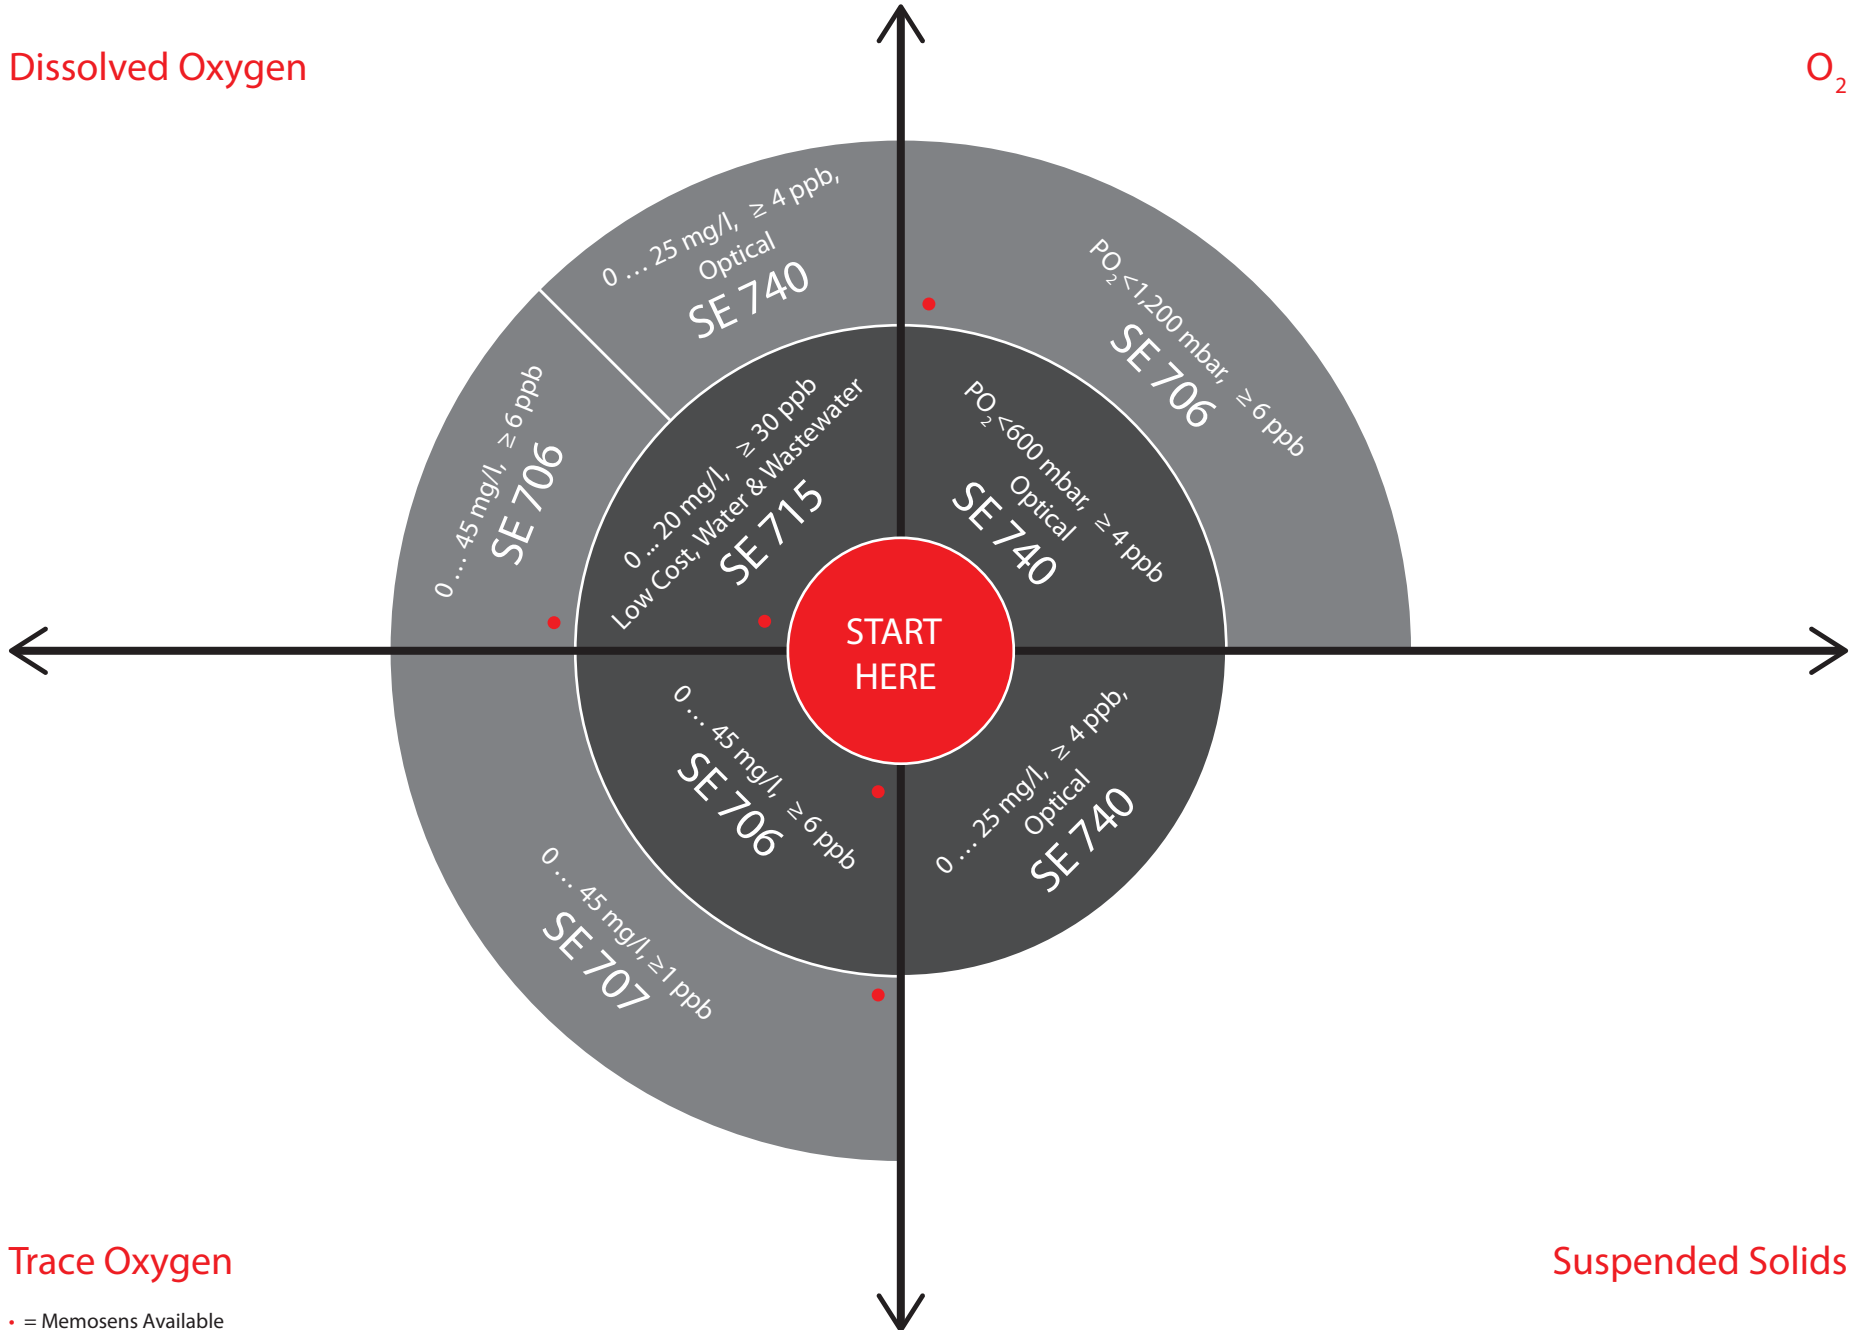 Dissolved Oxygen
O₂
0 … 25 mg/l, ≥ 4 ppb,
Optical
SE 740
PO₂ <1,200 mbar, ≥ 6 ppb
SE 706
0 … 45 mg/l, ≥ 6 ppb
SE 706
0 ... 20 mg/l, ≥ 30 ppb
Low Cost, Water & Wastewater
SE 715
PO₂ <600 mbar, ≥ 4 ppb
Optical
SE 740
START
HERE
0 … 45 mg/l, ≥ 6 ppb
SE 706
0 … 25 mg/l, ≥ 4 ppb,
Optical
SE 740
0 … 45 mg/l, ≥1 ppb
SE 707
Trace Oxygen
Suspended Solids
• = Memosens Available